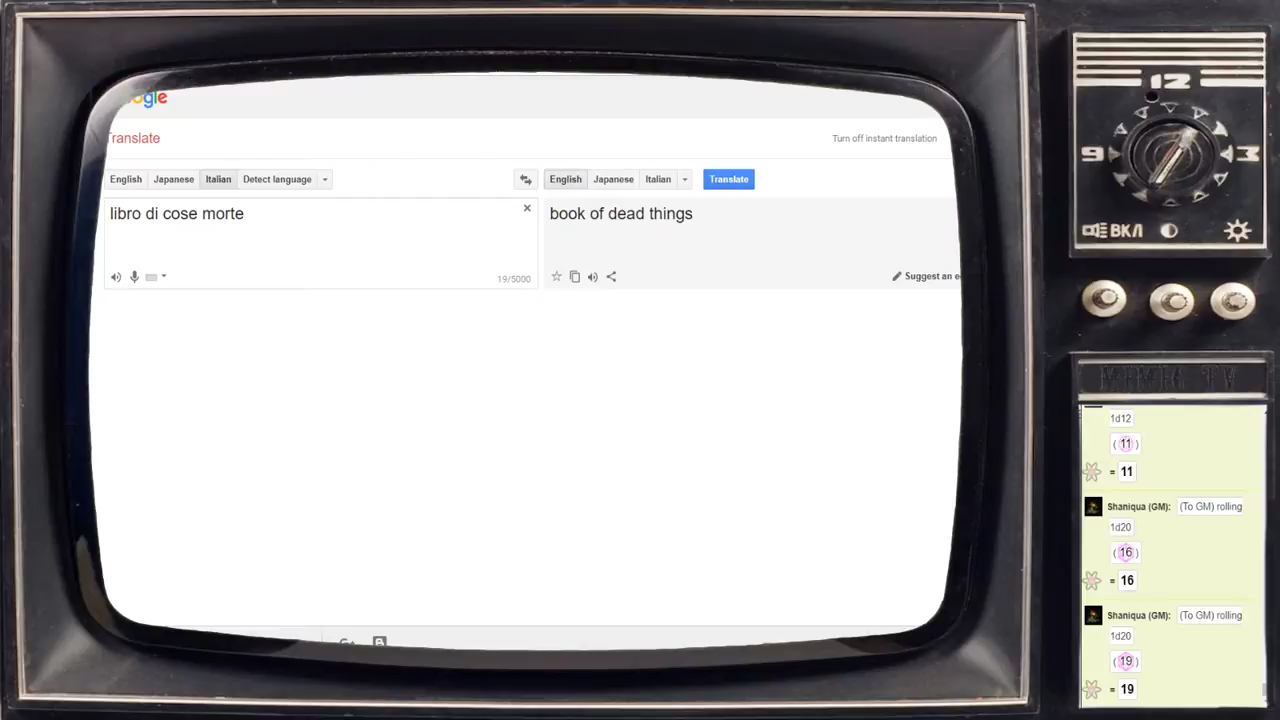 ogle
Translate
Turn off instant translation
English Japanese Italian Detect language
English Japanese Italian Translate
libro di cose morte
19/5000
book of dead things
Suggest an e
12
9
3
ВКЛ
MIMIC TV
1d12
(11)
= 11
Shaniqua (GM): (To GM) rolling
1d20
(16)
= 16
Shaniqua (GM): (To GM) rolling
1d20
(19)
= 19